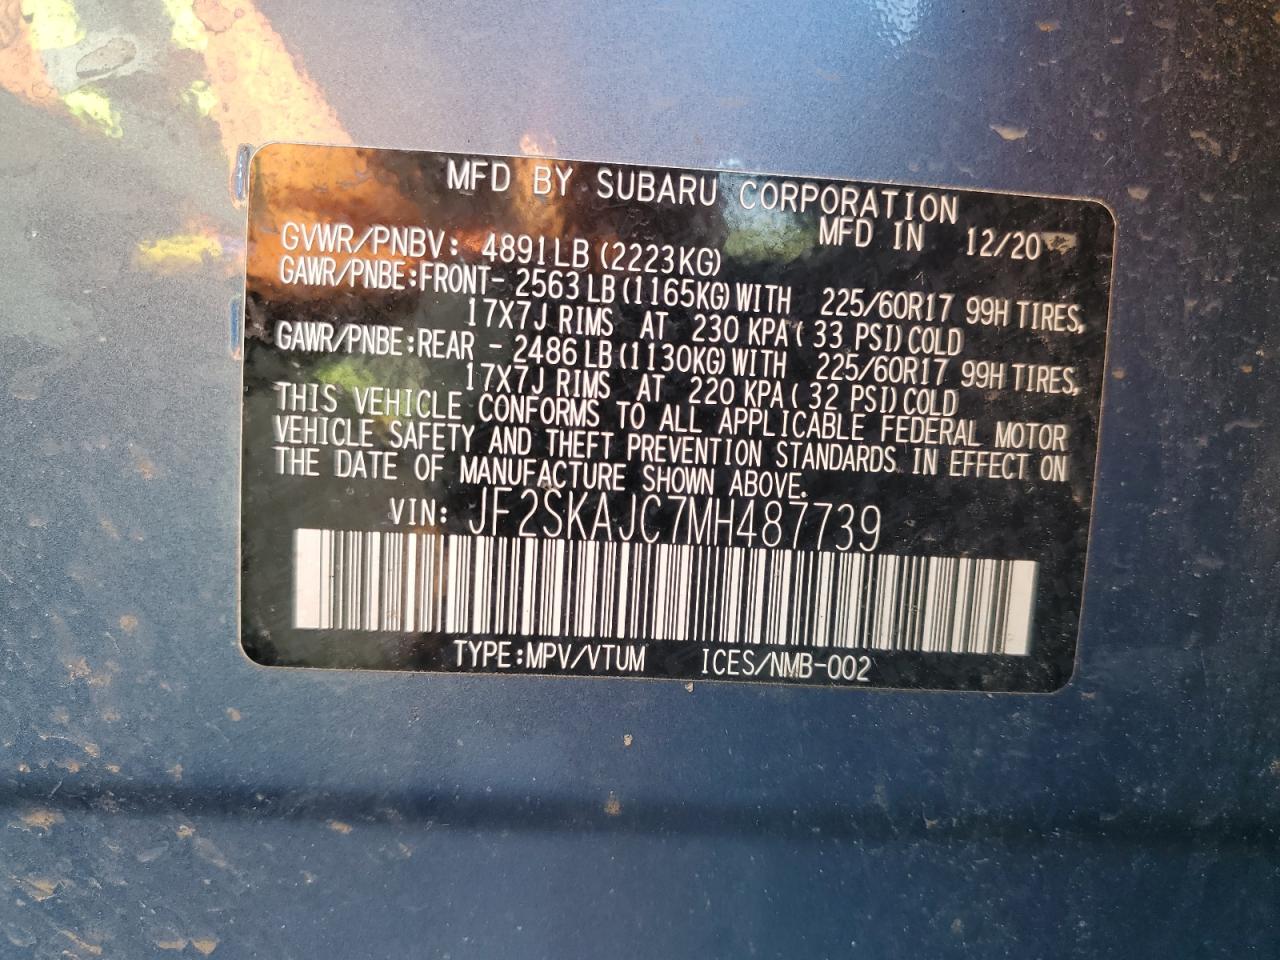 MFD BY SUBARU CORPORATION
MFD IN 12/20
GVWR/PNBV: 4891LB (2223KG)
GAWR/PNBE:FRONT- 2563 LB (1165KG) WITH 225/60R17 99H TIRES,
17X7J RIMS AT 230 KPA ( 33 PSI) COLD
GAWR/PNBE:REAR - 2486 LB (1130KG) WITH 225/60R17 99H TIRES,
17X7J RIMS AT 220 KPA ( 32 PSI) COLD
THIS VEHICLE CONFORMS TO ALL APPLICABLE FEDERAL MOTOR
VEHICLE SAFETY AND THEFT PREVENTION STANDARDS IN EFFECT ON
THE DATE OF MANUFACTURE SHOWN ABOVE.
VIN: JF2SKAJC7MH487739
TYPE:MPV/VTUM ICES/NMB-002